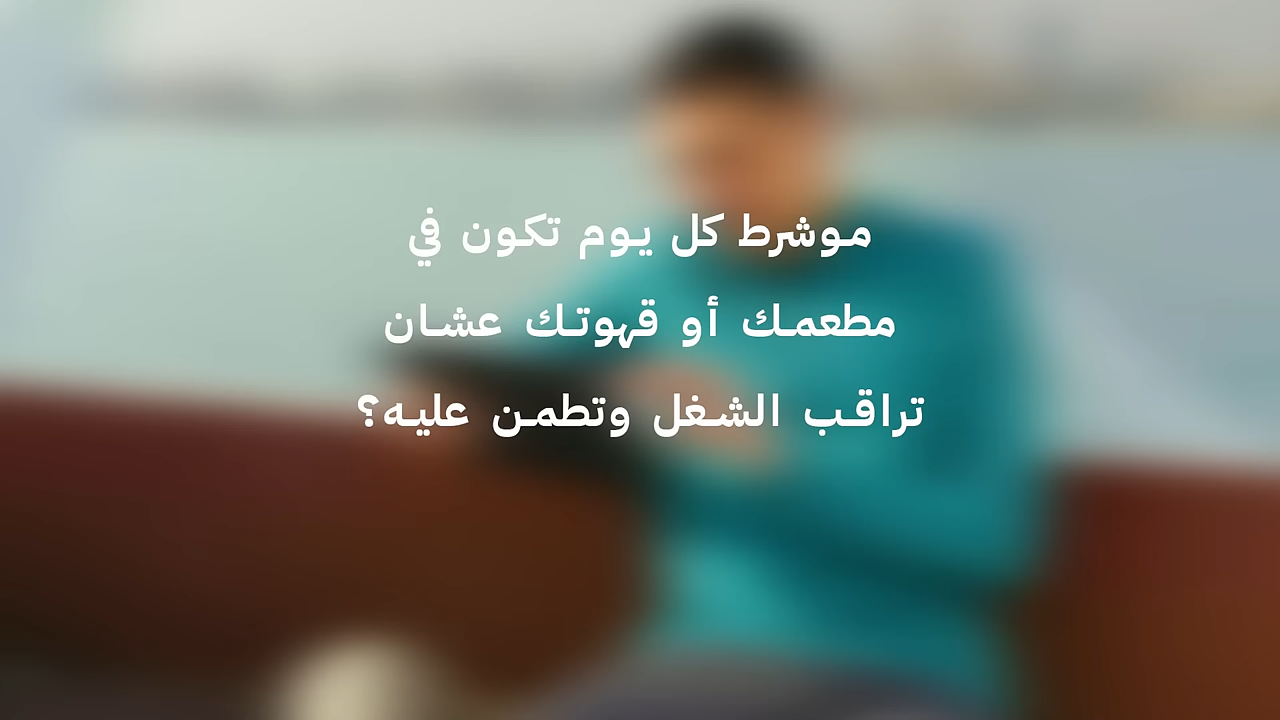 موشرط كل يوم تكون في
مطعمك أو قهوتك عشان
تراقب الشغل وتطمن عليه؟